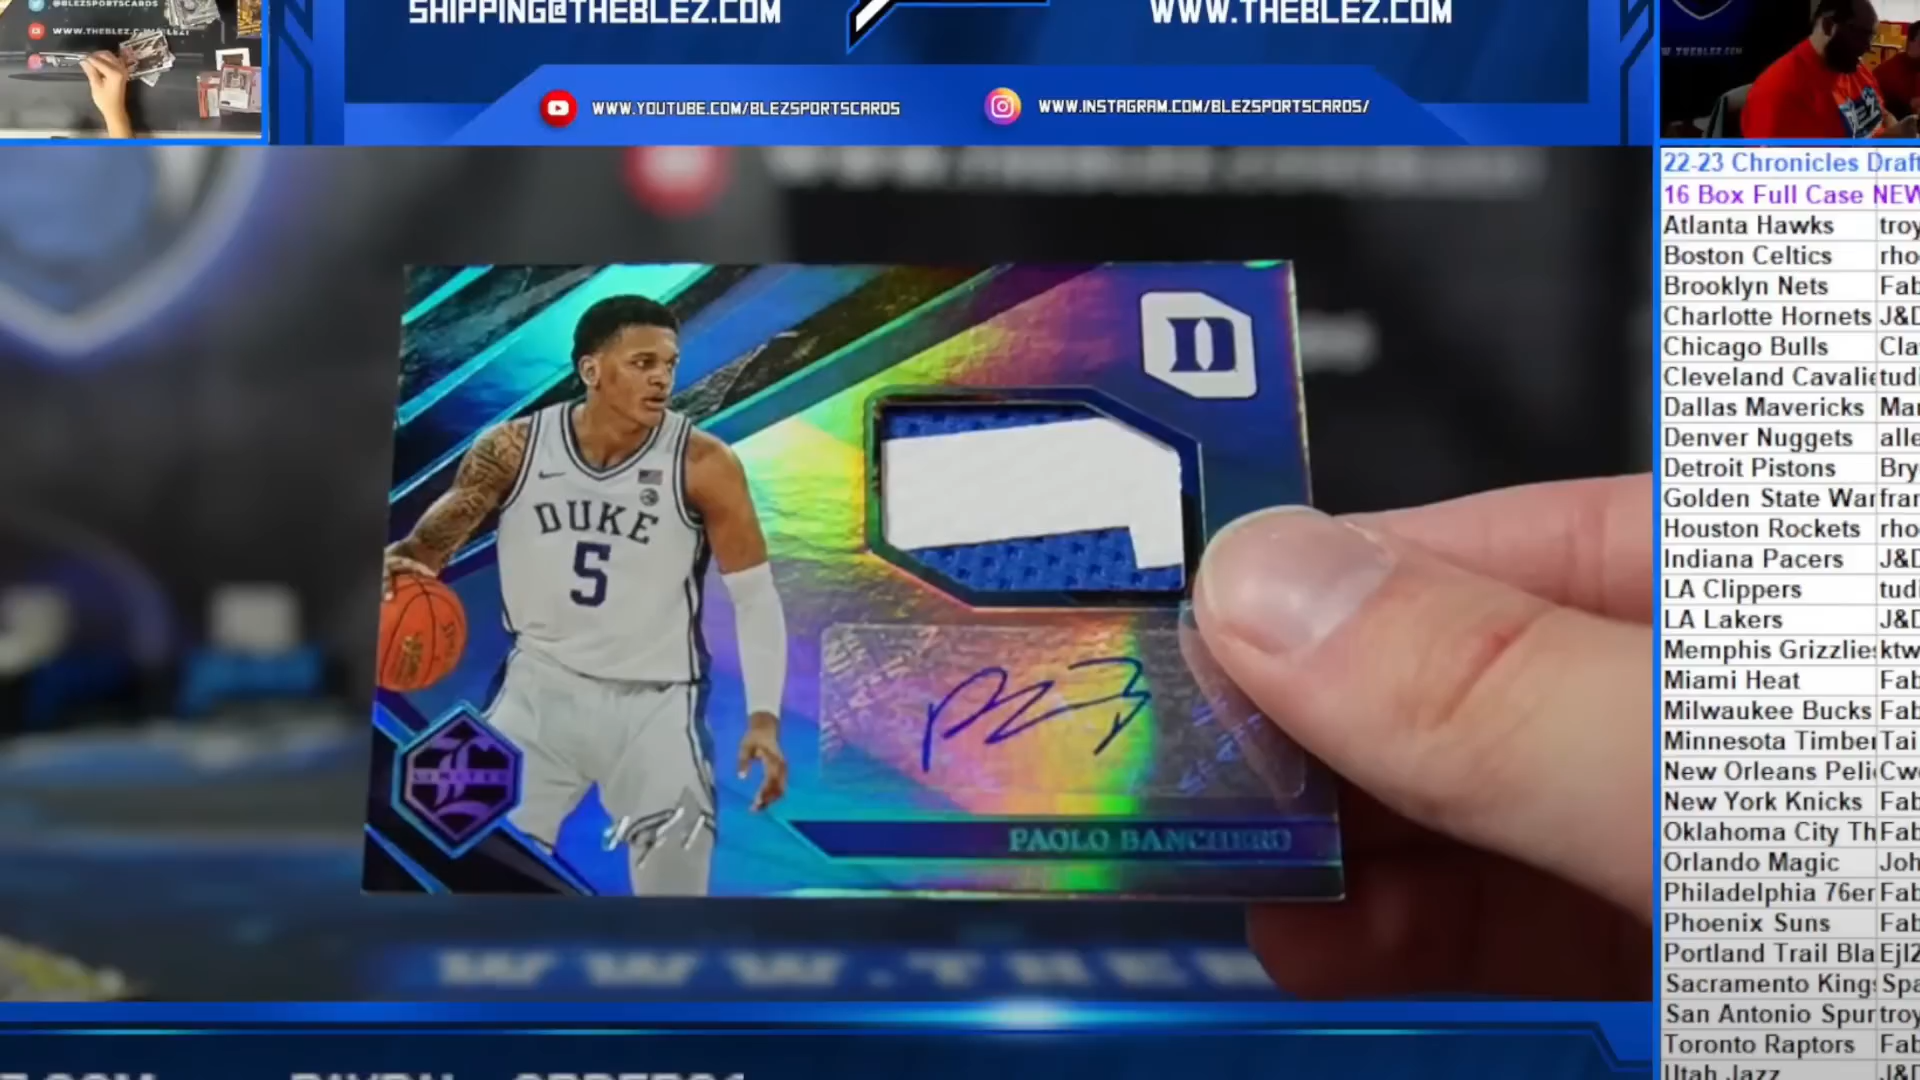 @BLEZSPORTSCARDS
SHIPPING@THEBLEZ.COM
WWW.THEBLEZ.COM
WWW.YOUTUBE.COM/BLEZSPORTSCARDS
WWW.INSTAGRAM.COM/BLEZSPORTSCARDS/
D
DUKE
5
LIMITED
PAOLO BANCHERO
22-23 Chronicles Draft
16 Box Full Case NEW
Atlanta Hawks troy
Boston Celtics rho
Brooklyn Nets Fab
Charlotte Hornets J&D
Chicago Bulls Cla
Cleveland Cavalie tudi
Dallas Mavericks Mar
Denver Nuggets alle
Detroit Pistons Bry
Golden State War fran
Houston Rockets rho
Indiana Pacers J&D
LA Clippers tudi
LA Lakers J&D
Memphis Grizzlies ktw
Miami Heat Fab
Milwaukee Bucks Fab
Minnesota Timber Tai
New Orleans Peli Cwe
New York Knicks Fab
Oklahoma City Th Fab
Orlando Magic Joh
Philadelphia 76er Fab
Phoenix Suns Fab
Portland Trail Bla Ejl2
Sacramento Kings Spa
San Antonio Spur troy
Toronto Raptors Fab
Utah Jazz J&D